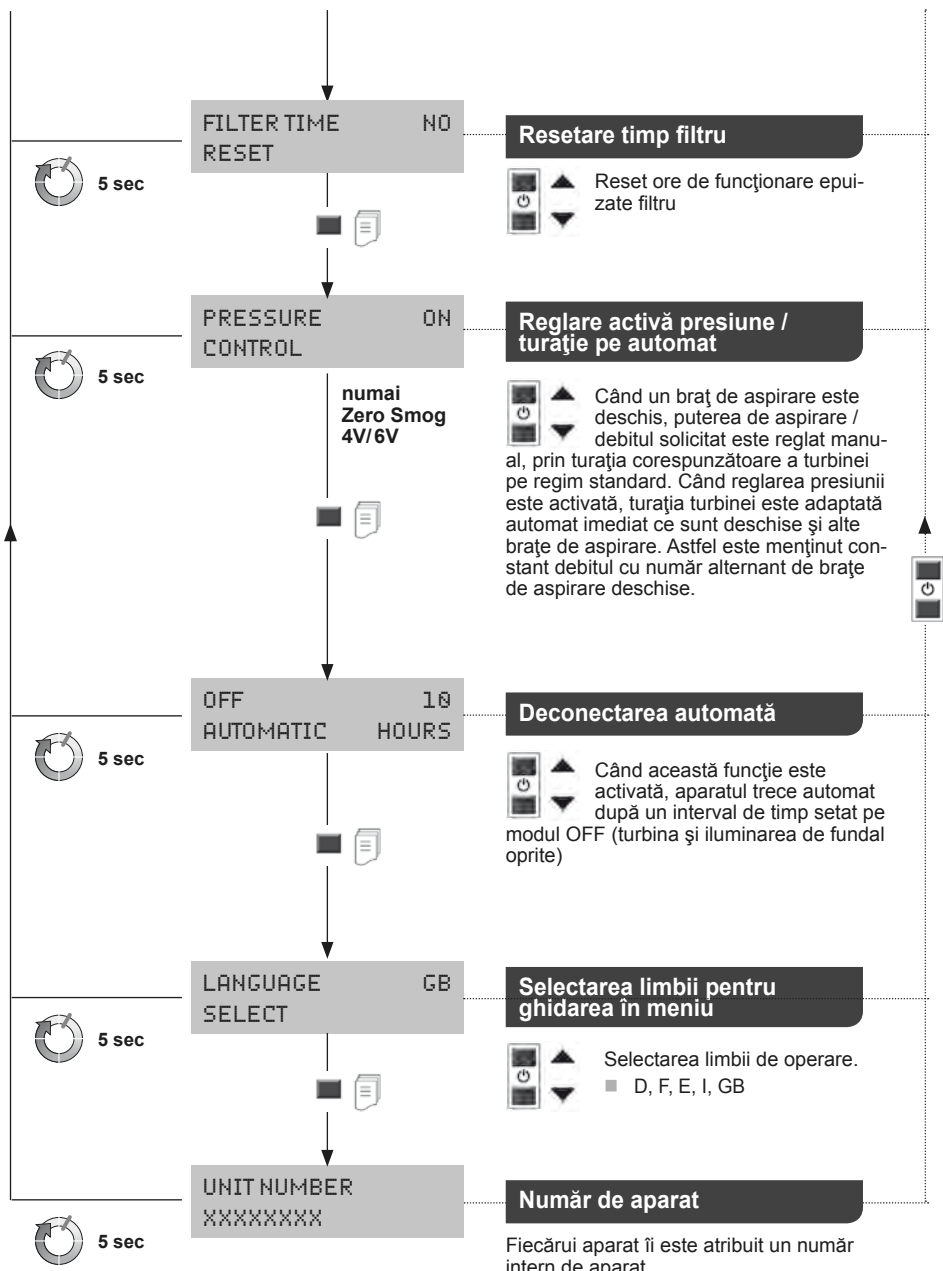 FILTER TIME NO
RESET
Resetare timp filtru
5 sec
Reset ore de funcţionare epui-
zate filtru
PRESSURE ON
CONTROL
Reglare activă presiune /
turaţie pe automat
5 sec
numai
Zero Smog
4V/6V
Când un braţ de aspirare este
deschis, puterea de aspirare /
debitul solicitat este reglat manu-
al, prin turaţia corespunzătoare a turbinei
pe regim standard. Când reglarea presiunii
este activată, turaţia turbinei este adaptată
automat imediat ce sunt deschise şi alte
braţe de aspirare. Astfel este menţinut con-
stant debitul cu număr alternant de braţe
de aspirare deschise.
OFF 10
AUTOMATIC HOURS
Deconectarea automată
5 sec
Când această funcţie este
activată, aparatul trece automat
după un interval de timp setat pe
modul OFF (turbina şi iluminarea de fundal
oprite)
LANGUAGE GB
SELECT
Selectarea limbii pentru
ghidarea în meniu
5 sec
Selectarea limbii de operare.
■ D, F, E, I, GB
UNIT NUMBER
XXXXXXXX
Număr de aparat
5 sec
Fiecărui aparat îi este atribuit un număr
intern de aparat